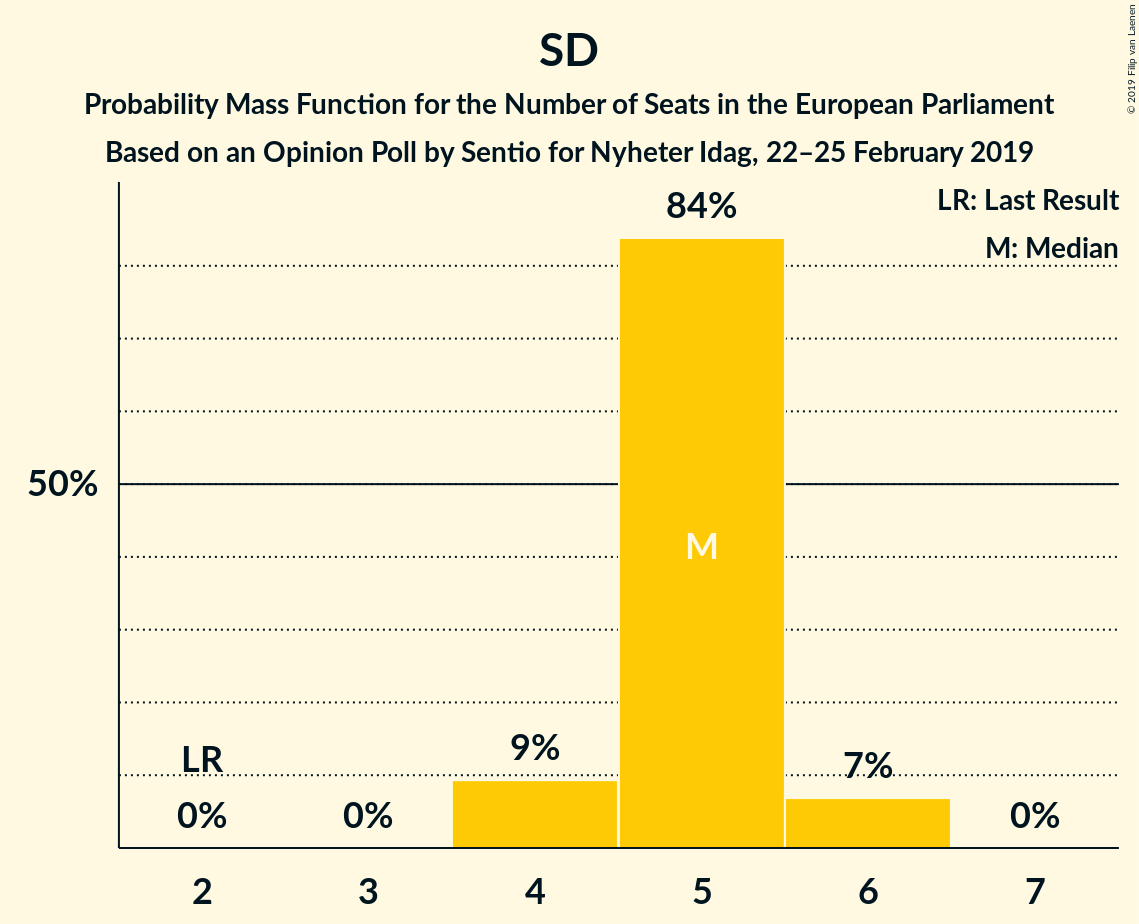 SD
Probability Mass Function for the Number of Seats in the European Parliament
Based on an Opinion Poll by Sentio for Nyheter Idag, 22–25 February 2019
© 2019 Filip van Laenen
LR: Last Result
M: Median
84%
50%
M
LR
9%
7%
0%
0%
0%
2
3
4
5
6
7